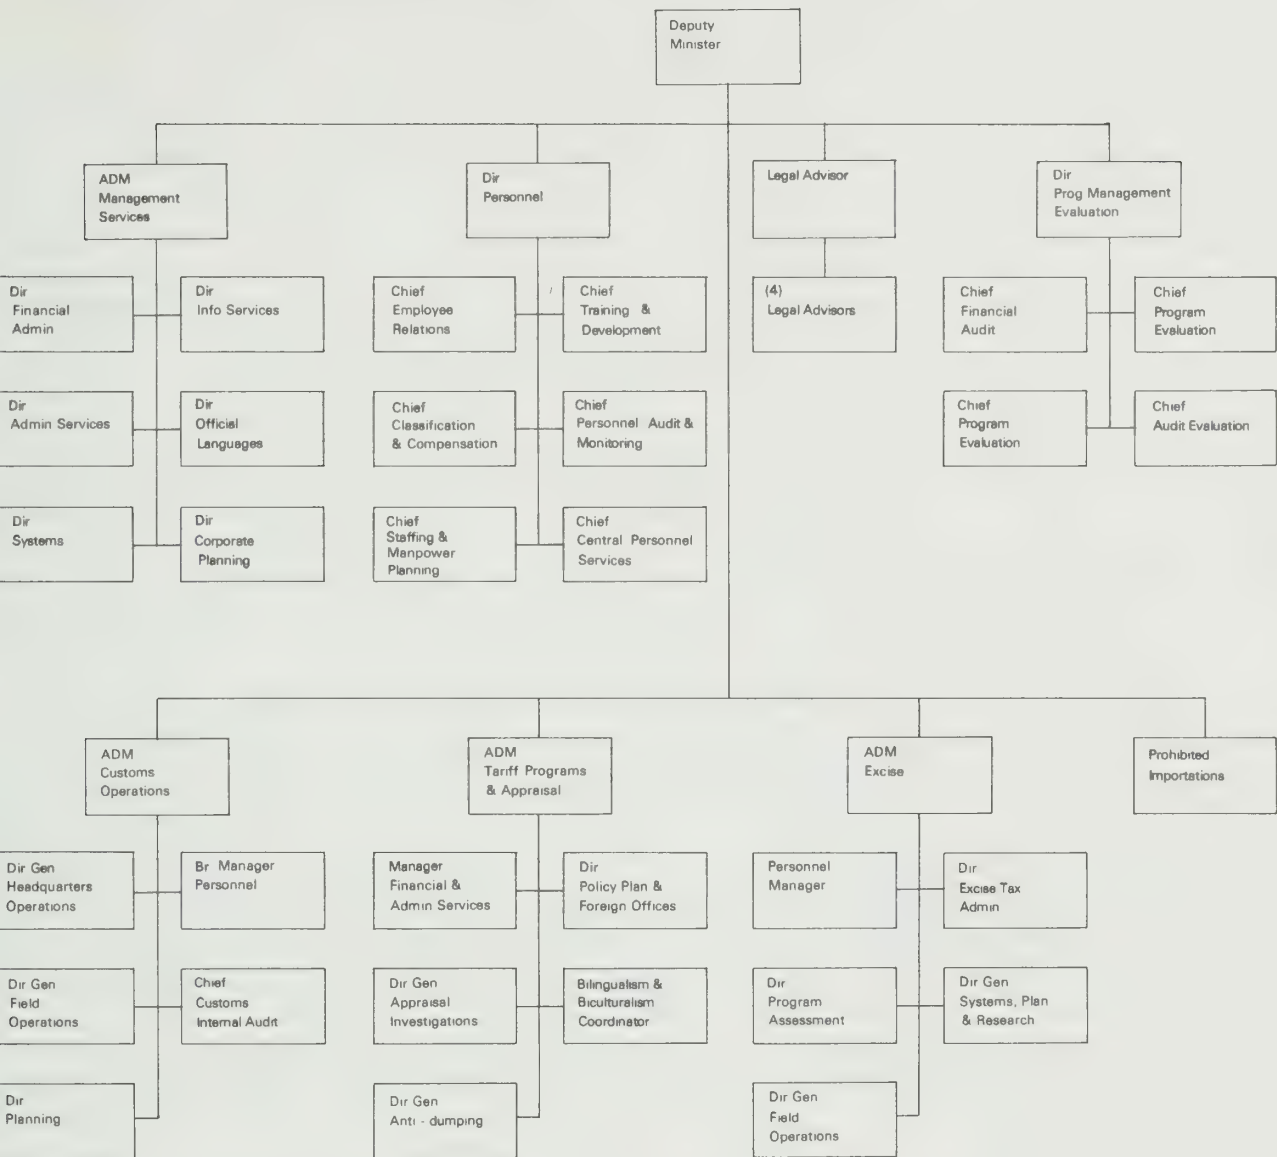 Deputy
Minister
ADM
Management
Services
Dir
Personnel
Legal Advisor
Dir
Prog Management
Evaluation
Dir
Financial
Admin
Dir
Info Services
Chief
Employee
Relations
Chief
Training &
Development
(4)
Legal Advisors
Chief
Financial
Audit
Chief
Program
Evaluation
Dir
Admin Services
Dir
Official
Languages
Chief
Classification
& Compensation
Chief
Personnel Audit &
Monitoring
Chief
Program
Evaluation
Chief
Audit Evaluation
Dir
Systems
Dir
Corporate
Planning
Chief
Staffing &
Manpower
Planning
Chief
Central Personnel
Services
ADM
Customs
Operations
ADM
Tariff Programs
& Appraisal
ADM
Excise
Prohibited
Importations
Dir Gen
Headquarters
Operations
Br Manager
Personnel
Manager
Financial &
Admin Services
Dir
Policy Plan &
Foreign Offices
Personnel
Manager
Dir
Excise Tax
Admin
Dir Gen
Field
Operations
Chief
Customs
Internal Audit
Dir Gen
Appraisal
Investigations
Bilingualism &
Biculturalism
Coordinator
Dir
Program
Assessment
Dir Gen
Systems, Plan
& Research
Dir
Planning
Dir Gen
Anti - dumping
Dir Gen
Field
Operations